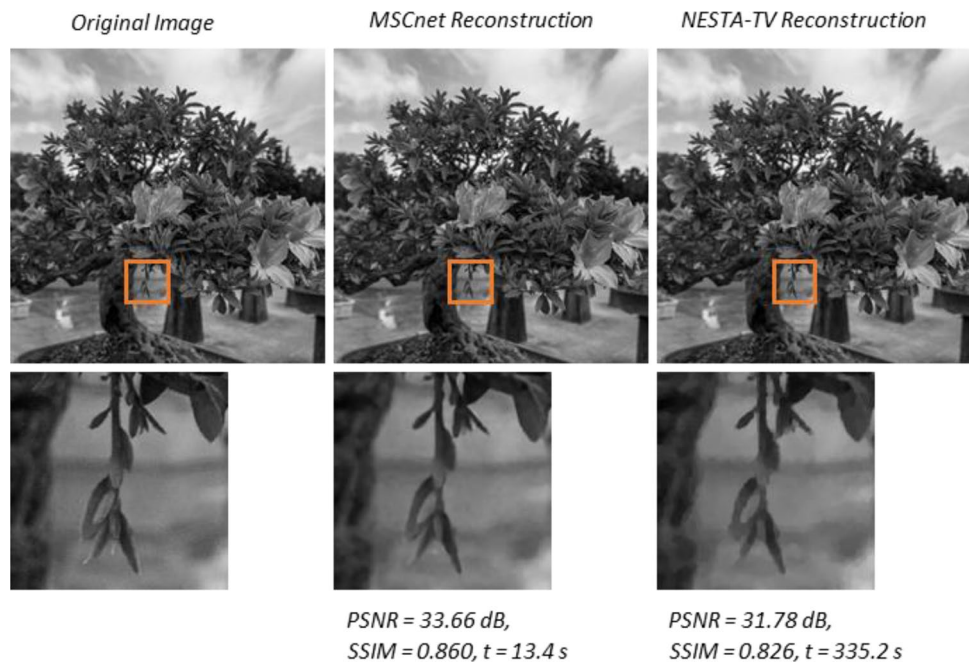 Original Image
MSCnet Reconstruction
NESTA-TV Reconstruction
PSNR = 33.66 dB,
SSIM = 0.860, t = 13.4 s
PSNR = 31.78 dB,
SSIM = 0.826, t = 335.2 s